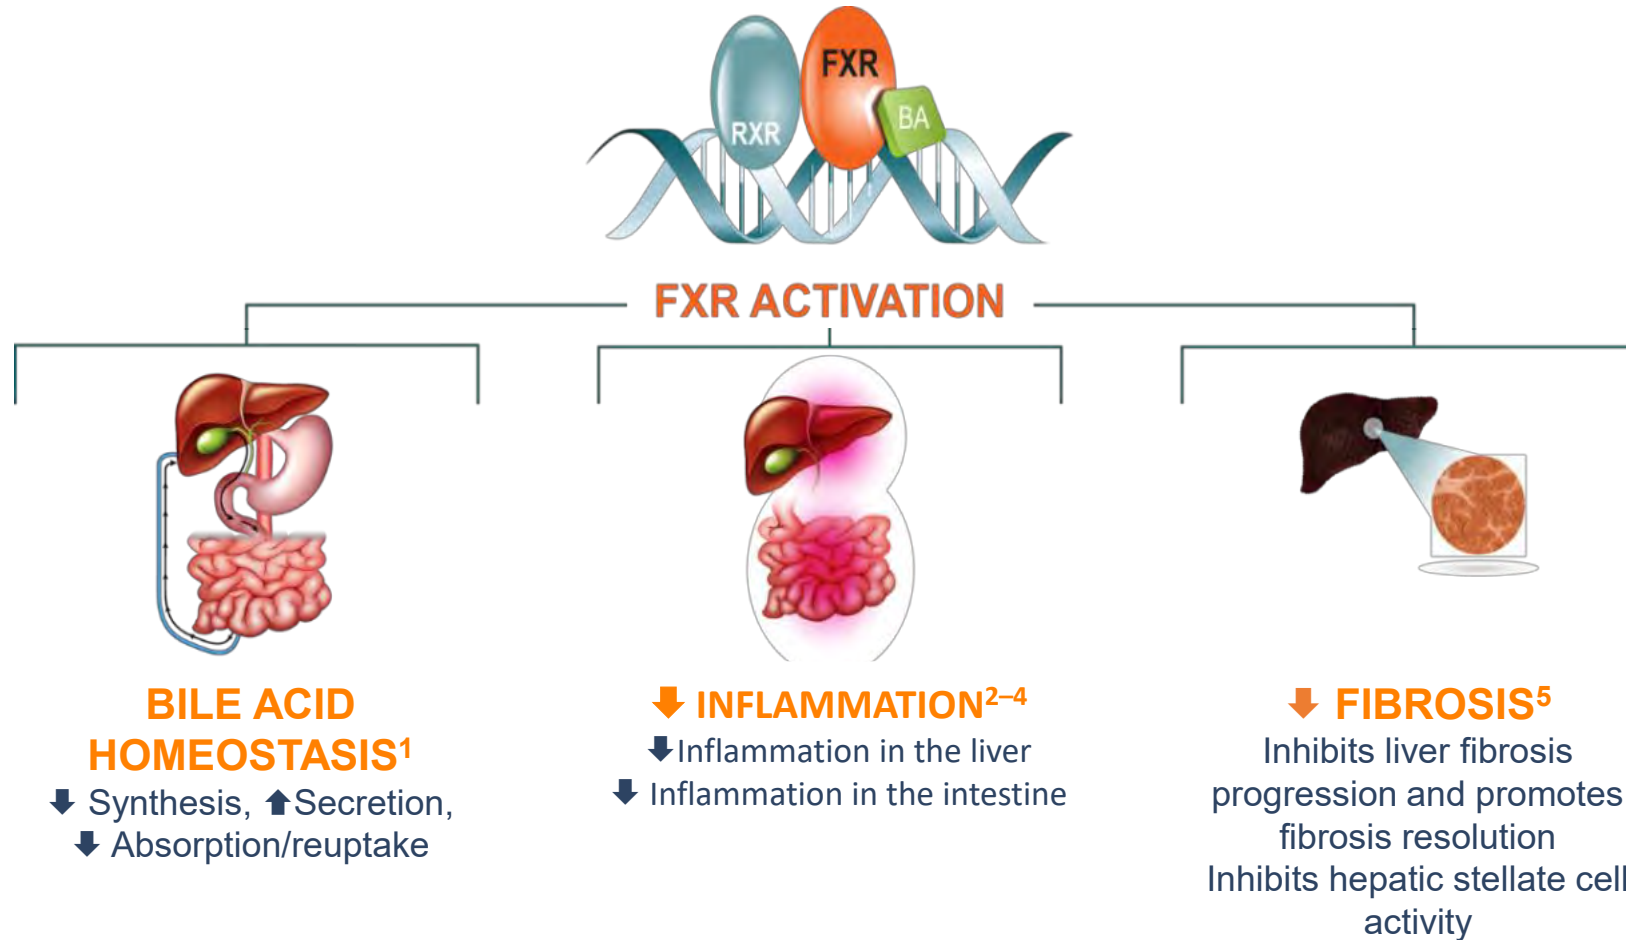 RXR
FXR
BA
FXR ACTIVATION
BILE ACID
HOMEOSTASIS¹
⬇ Synthesis, ⬆Secretion,
⬇ Absorption/reuptake
⬇ INFLAMMATION²⁻⁴
⬇Inflammation in the liver
⬇ Inflammation in the intestine
⬇ FIBROSIS⁵
Inhibits liver fibrosis
progression and promotes
fibrosis resolution
Inhibits hepatic stellate cell
activity